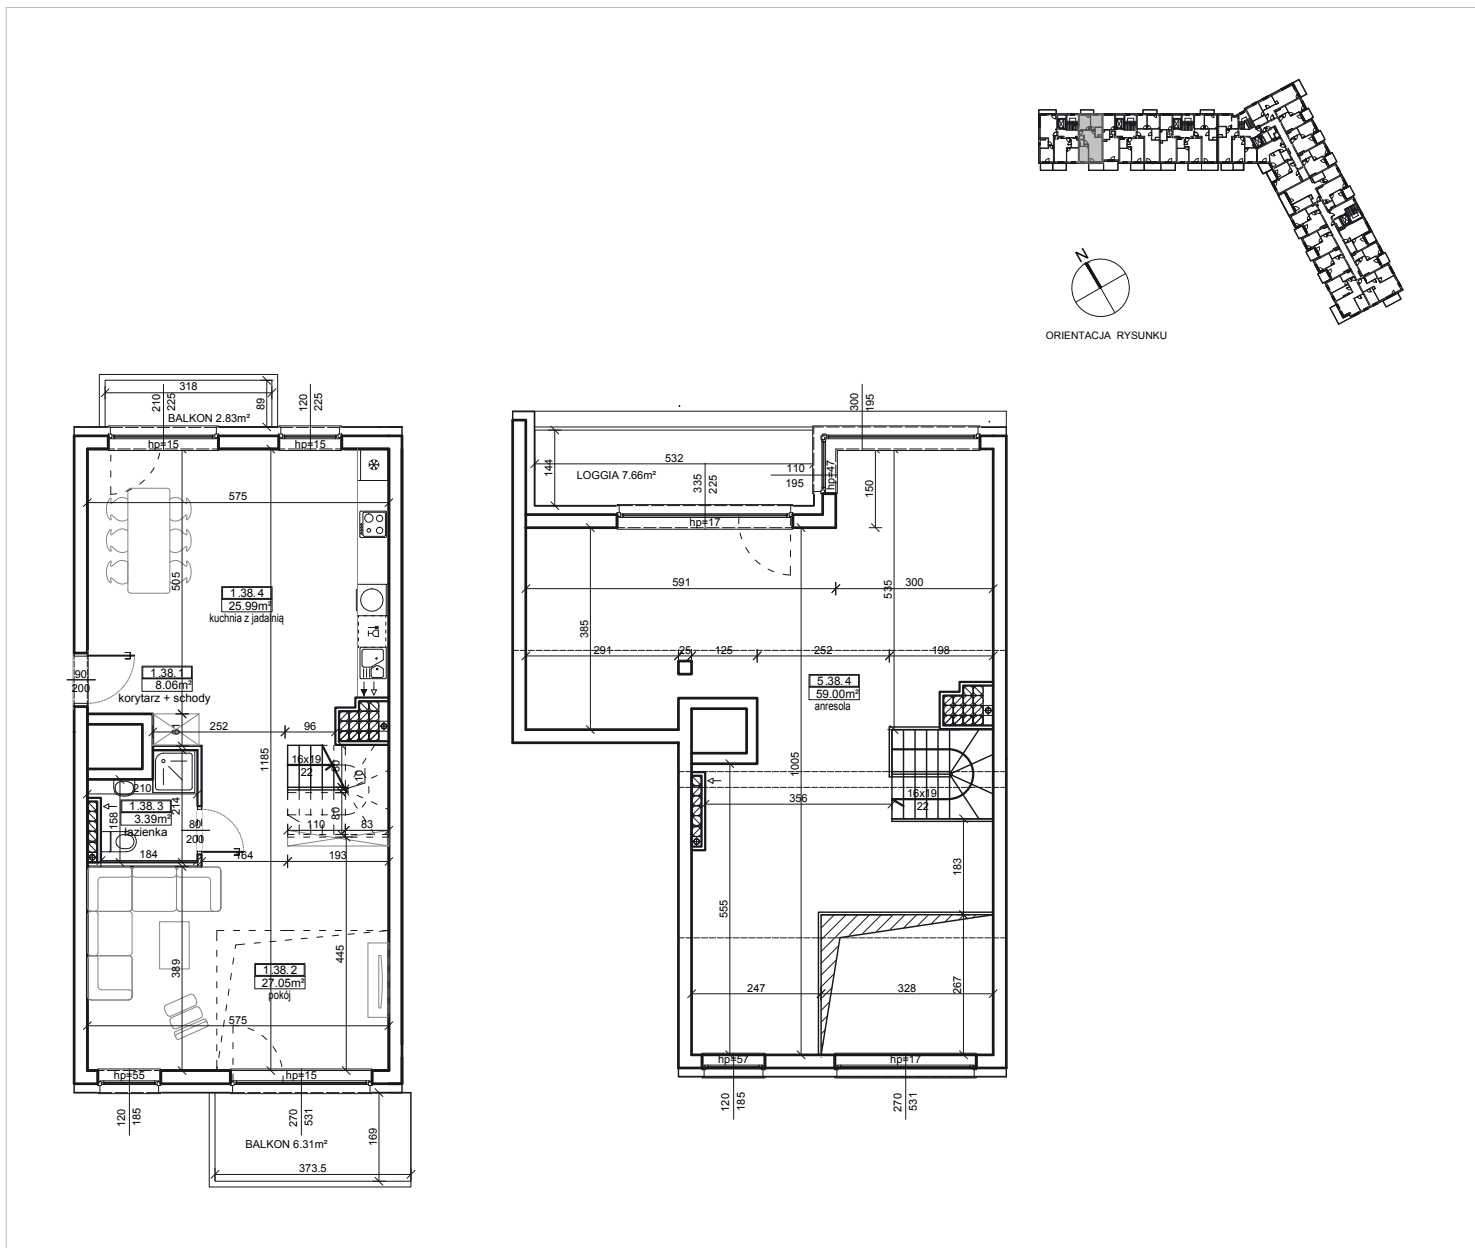 N
ORIENTACJA RYSUNKU
318
89
210
225
120
225
BALKON 2.83m²
hp=15
hp=15
575
505
1.38.4
25.99m²
kuchnia z jadalnią
90
200
1.38.1
8.06m²
korytarz + schody
61
252
96
1185
16x19
22
80
10
210
214
1.38.3
3.39m²
łazienka
158
80
200
80
110
83
184
164
193
389
445
1.38.2
27.05m²
pokój
575
hp=55
hp=15
120
185
270
531
BALKON 6.31m²
169
373.5
300
195
532
144
LOGGIA 7.66m²
335
225
110
195
hp=47
150
hp=17
591
300
535
385
291
25
125
252
198
5.38.4
59.00m²
anresola
1005
356
16x19
22
183
555
247
328
267
hp=57
hp=17
120
185
270
531